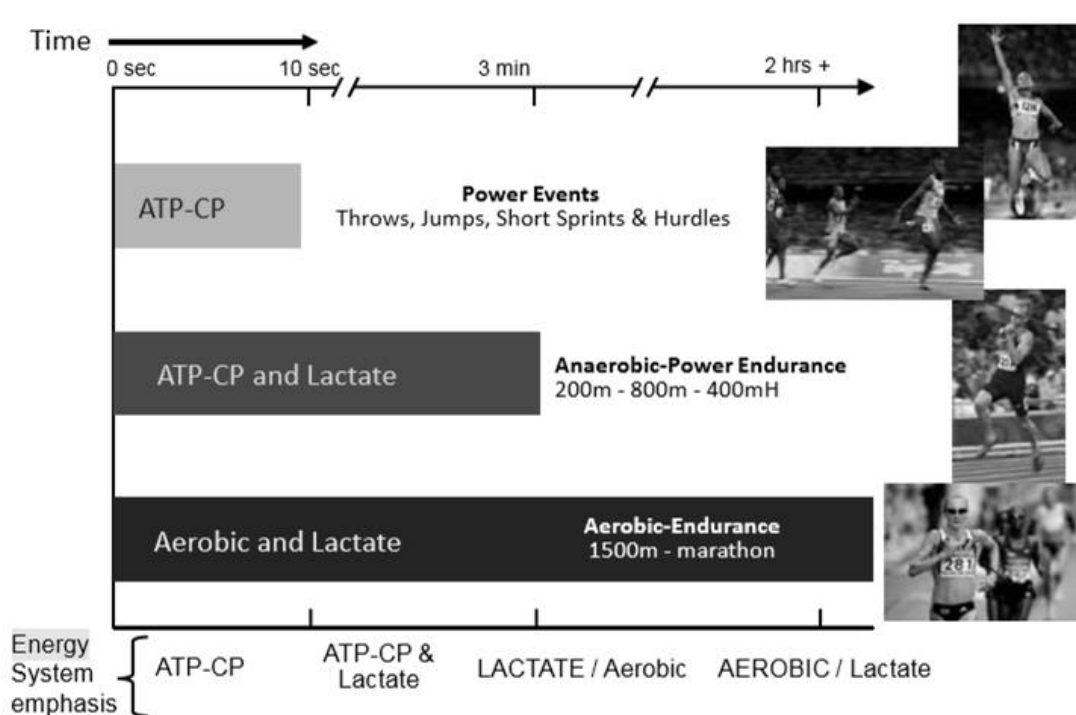 Time
0 sec
10 sec
3 min
2 hrs +
ATP-CP
Power Events
Throws, Jumps, Short Sprints & Hurdles
ATP-CP and Lactate
Anaerobic-Power Endurance
200m - 800m - 400mH
Aerobic and Lactate
Aerobic-Endurance
1500m - marathon
281
Energy
System
emphasis
ATP-CP
ATP-CP &
Lactate
LACTATE / Aerobic
AEROBIC / Lactate